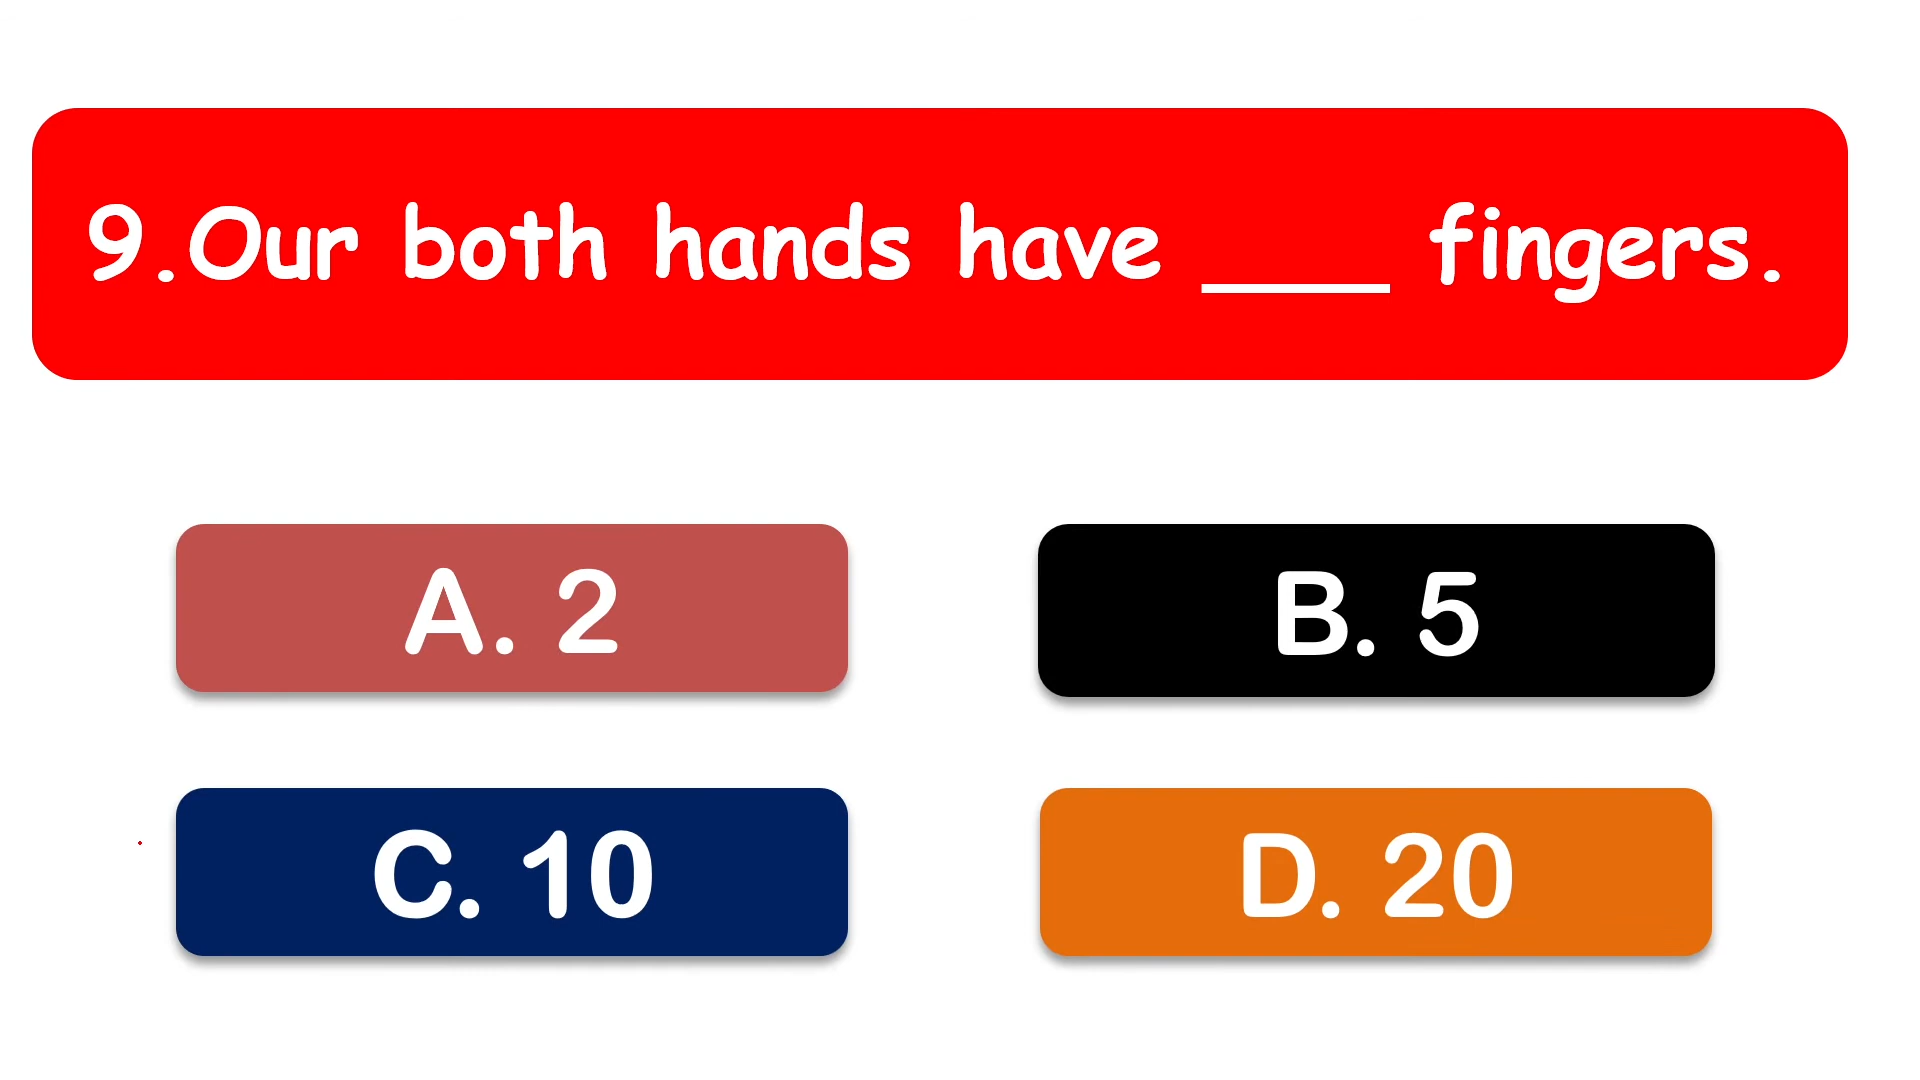 9.Our both hands have ____ fingers.
A. 2
B. 5
C. 10
D. 20